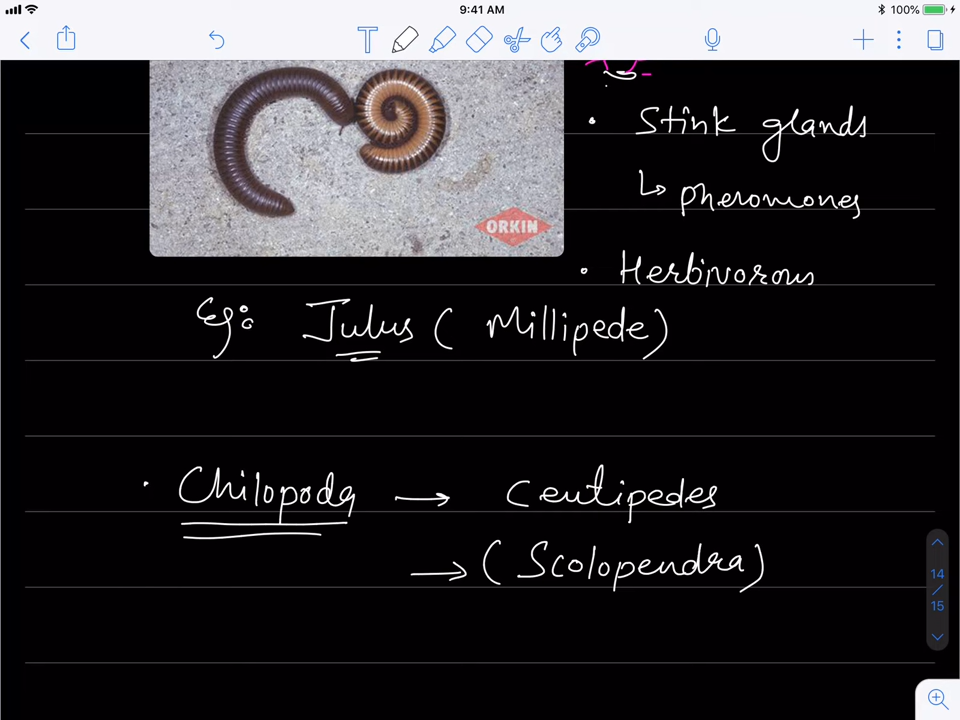 9:41 AM
100%
T
• Stink glands
↳ pheromones
ORKIN
• Herbivorous
Eg: Julus ( Millipede )
• Chilopoda → Centipedes
→ ( Scolopendra )
14
/
15